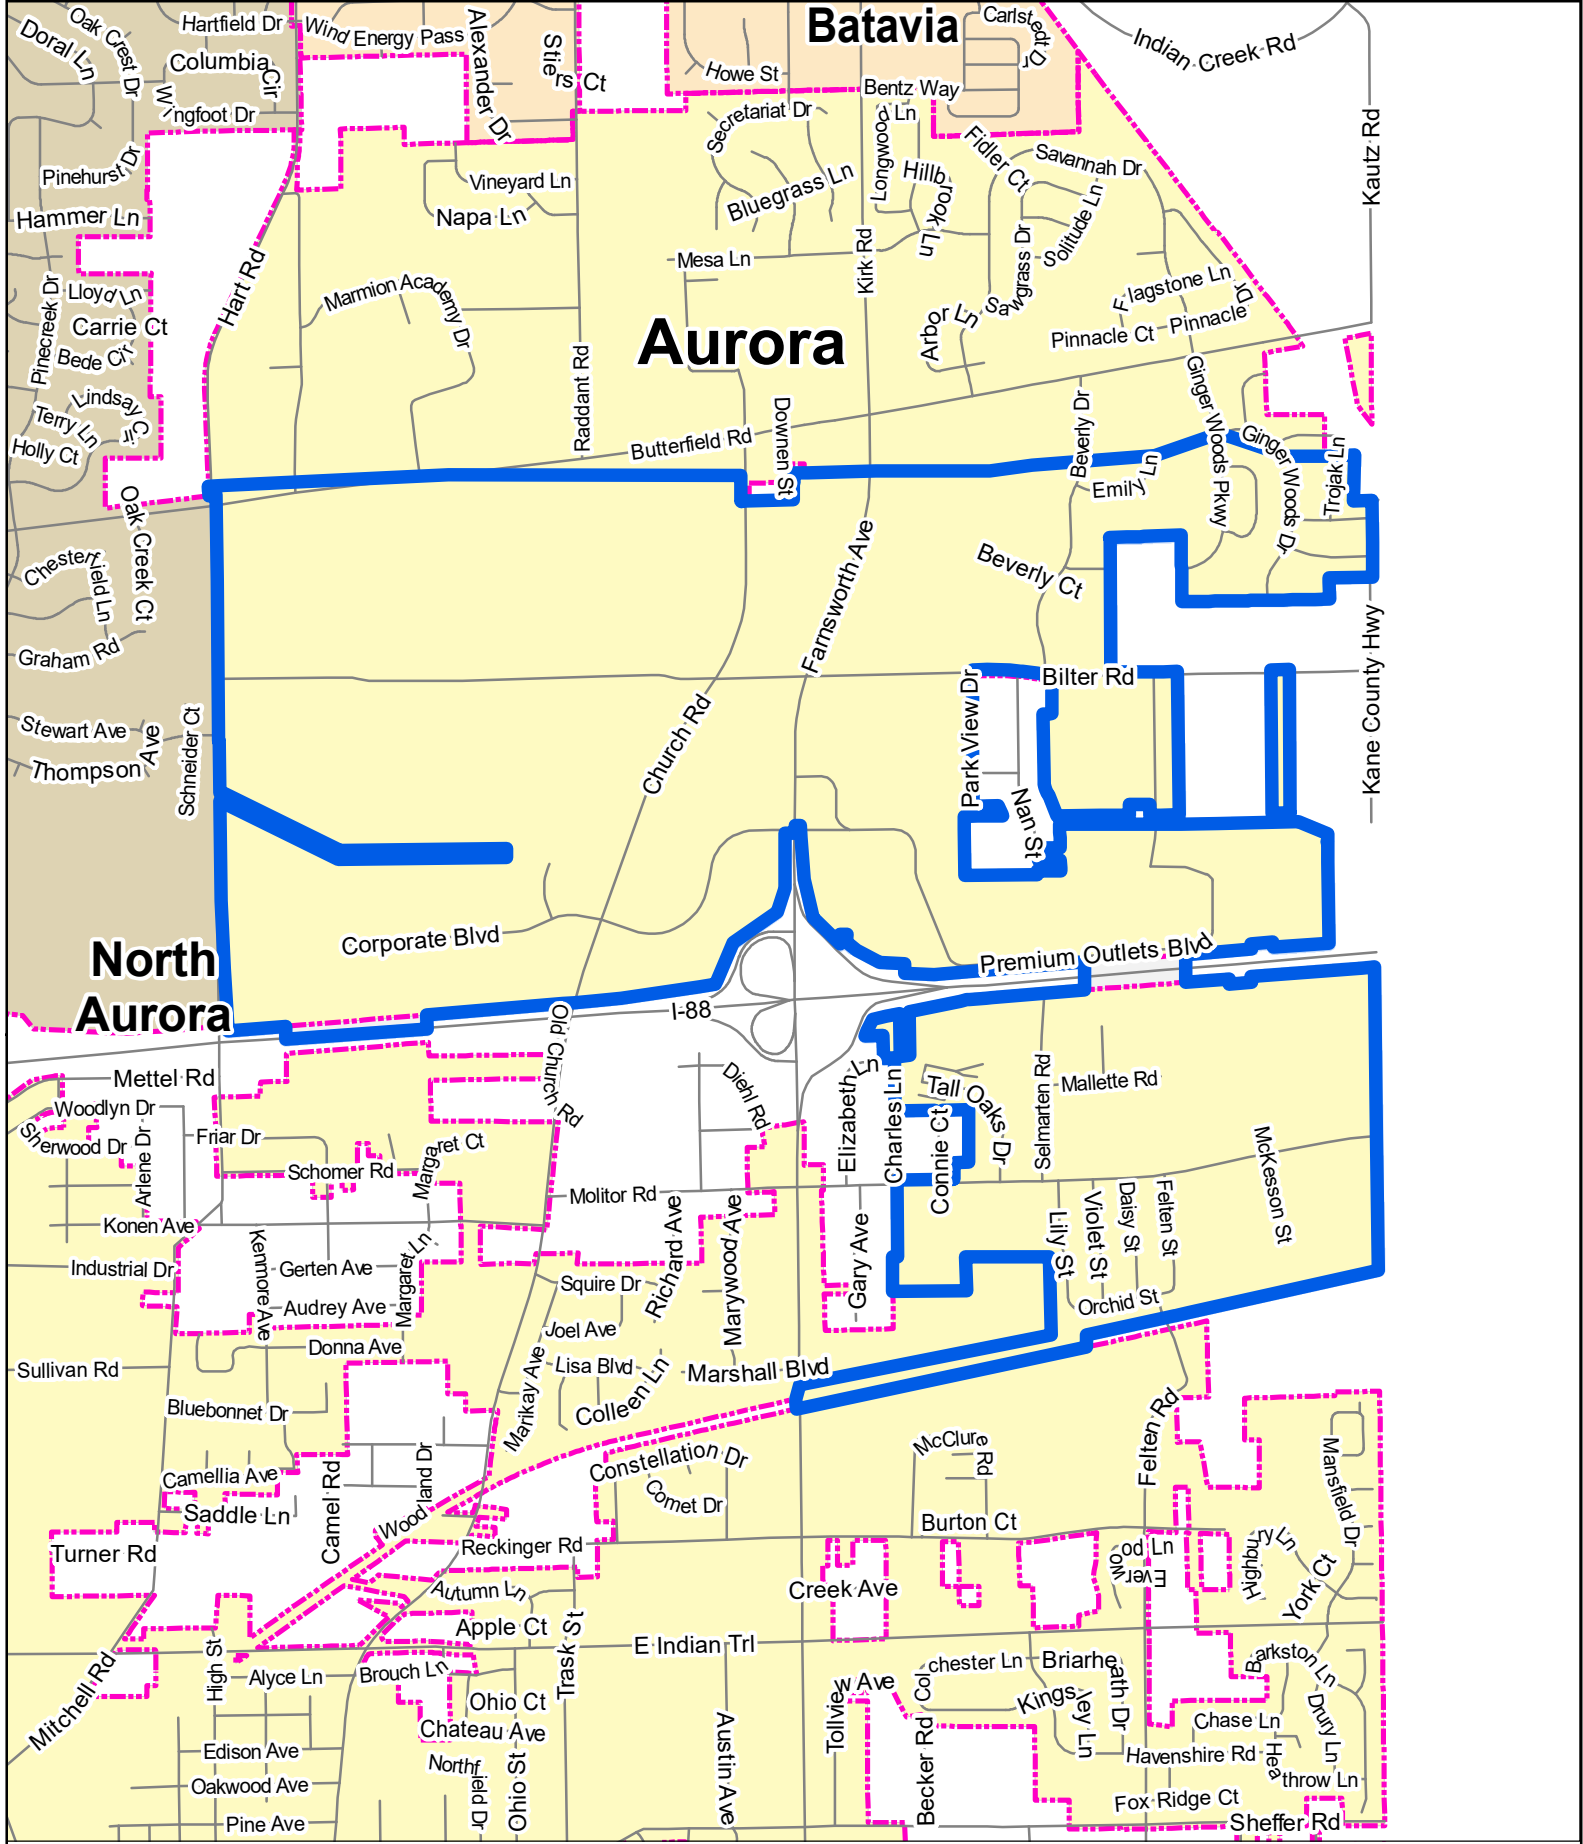 Batavia
Aurora
North
Aurora
Oak Crest Dr
Doral Ln
Hartfield Dr
Columbia Cir
Wingfoot Dr
Wind Energy Pass
Alexander Dr
Stiers Ct
Howe St
Carlstedt Dr
Bentz Way
Indian Creek Rd
Kautz Rd
Secretariat Dr
Longwood Ln
Fidler Ct
Savannah Dr
Pinehurst Dr
Vineyard Ln
Napa Ln
Bluegrass Ln
Hillbrook Ln
Solitude Ln
Hammer Ln
Hart Rd
Mesa Ln
Kirk Rd
Sawgrass Dr
Pinecreek Dr
Lloyd Ln
Carrie Ct
Bede Cir
Marmion Academy Dr
Arbor Ln
Flagstone Ln
Pinnacle Ct
Pinnacle Dr
Lindsay Cir
Terry Ln
Holly Ct
Raddant Rd
Butterfield Rd
Downen St
Beverly Dr
Emily Ln
Ginger Woods Pkwy
Ginger Woods Dr
Trojak Ln
Oak Creek Ct
Chesterfield Ln
Graham Rd
Farnsworth Ave
Beverly Ct
Kane County Hwy
Stewart Ave
Thompson Ave
Schneider Ct
Church Rd
Park View Dr
Bilter Rd
Nan St
Corporate Blvd
Premium Outlets Blvd
I-88
Old Church Rd
Mettel Rd
Woodlyn Dr
Sherwood Dr
Arlene Dr
Friar Dr
Schomer Rd
Margaret Ct
Diehl Rd
Elizabeth Ln
Charles Ln
Tall Oaks Dr
Connie Ct
Selmarten Rd
Mallette Rd
McKesson St
Molitor Rd
Konen Ave
Industrial Dr
Kenmore Ave
Gerten Ave
Audrey Ave
Margaret Ln
Donna Ave
Squire Dr
Richard Ave
Marywood Ave
Gary Ave
Lily St
Violet St
Daisy St
Felten St
Orchid St
Joel Ave
Lisa Blvd
Colleen Ln
Marikay Ave
Marshall Blvd
Sullivan Rd
Bluebonnet Dr
Camellia Ave
Saddle Ln
Camel Rd
Woodland Dr
Constellation Dr
Comet Dr
McClure Rd
Felten Rd
Mansfield Dr
Turner Rd
Reckinger Rd
Burton Ct
Everwood Ln
Highbury Ln
York Ct
Autumn Ln
Apple Ct
Creek Ave
Trask St
E Indian Trl
Mitchell Rd
High St
Alyce Ln
Brouch Ln
Ohio Ct
Chateau Ave
Colchester Ln
Briarheath Dr
Barkston Ln
Tollview Ave
Kingsley Ln
Chase Ln
Drury Ln
Edison Ave
Oakwood Ave
Pine Ave
Northfield Dr
Ohio St
Austin Ave
Becker Rd
Havenshire Rd
Heathrow Ln
Fox Ridge Ct
Sheffer Rd